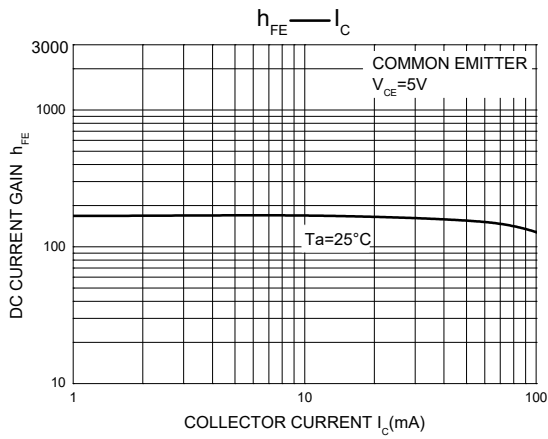 hFE — IC
3000
COMMON EMITTER
VCE=5V
1000
DC CURRENT GAIN hFE
Ta=25°C
100
10
1
10
100
COLLECTOR CURRENT IC(mA)